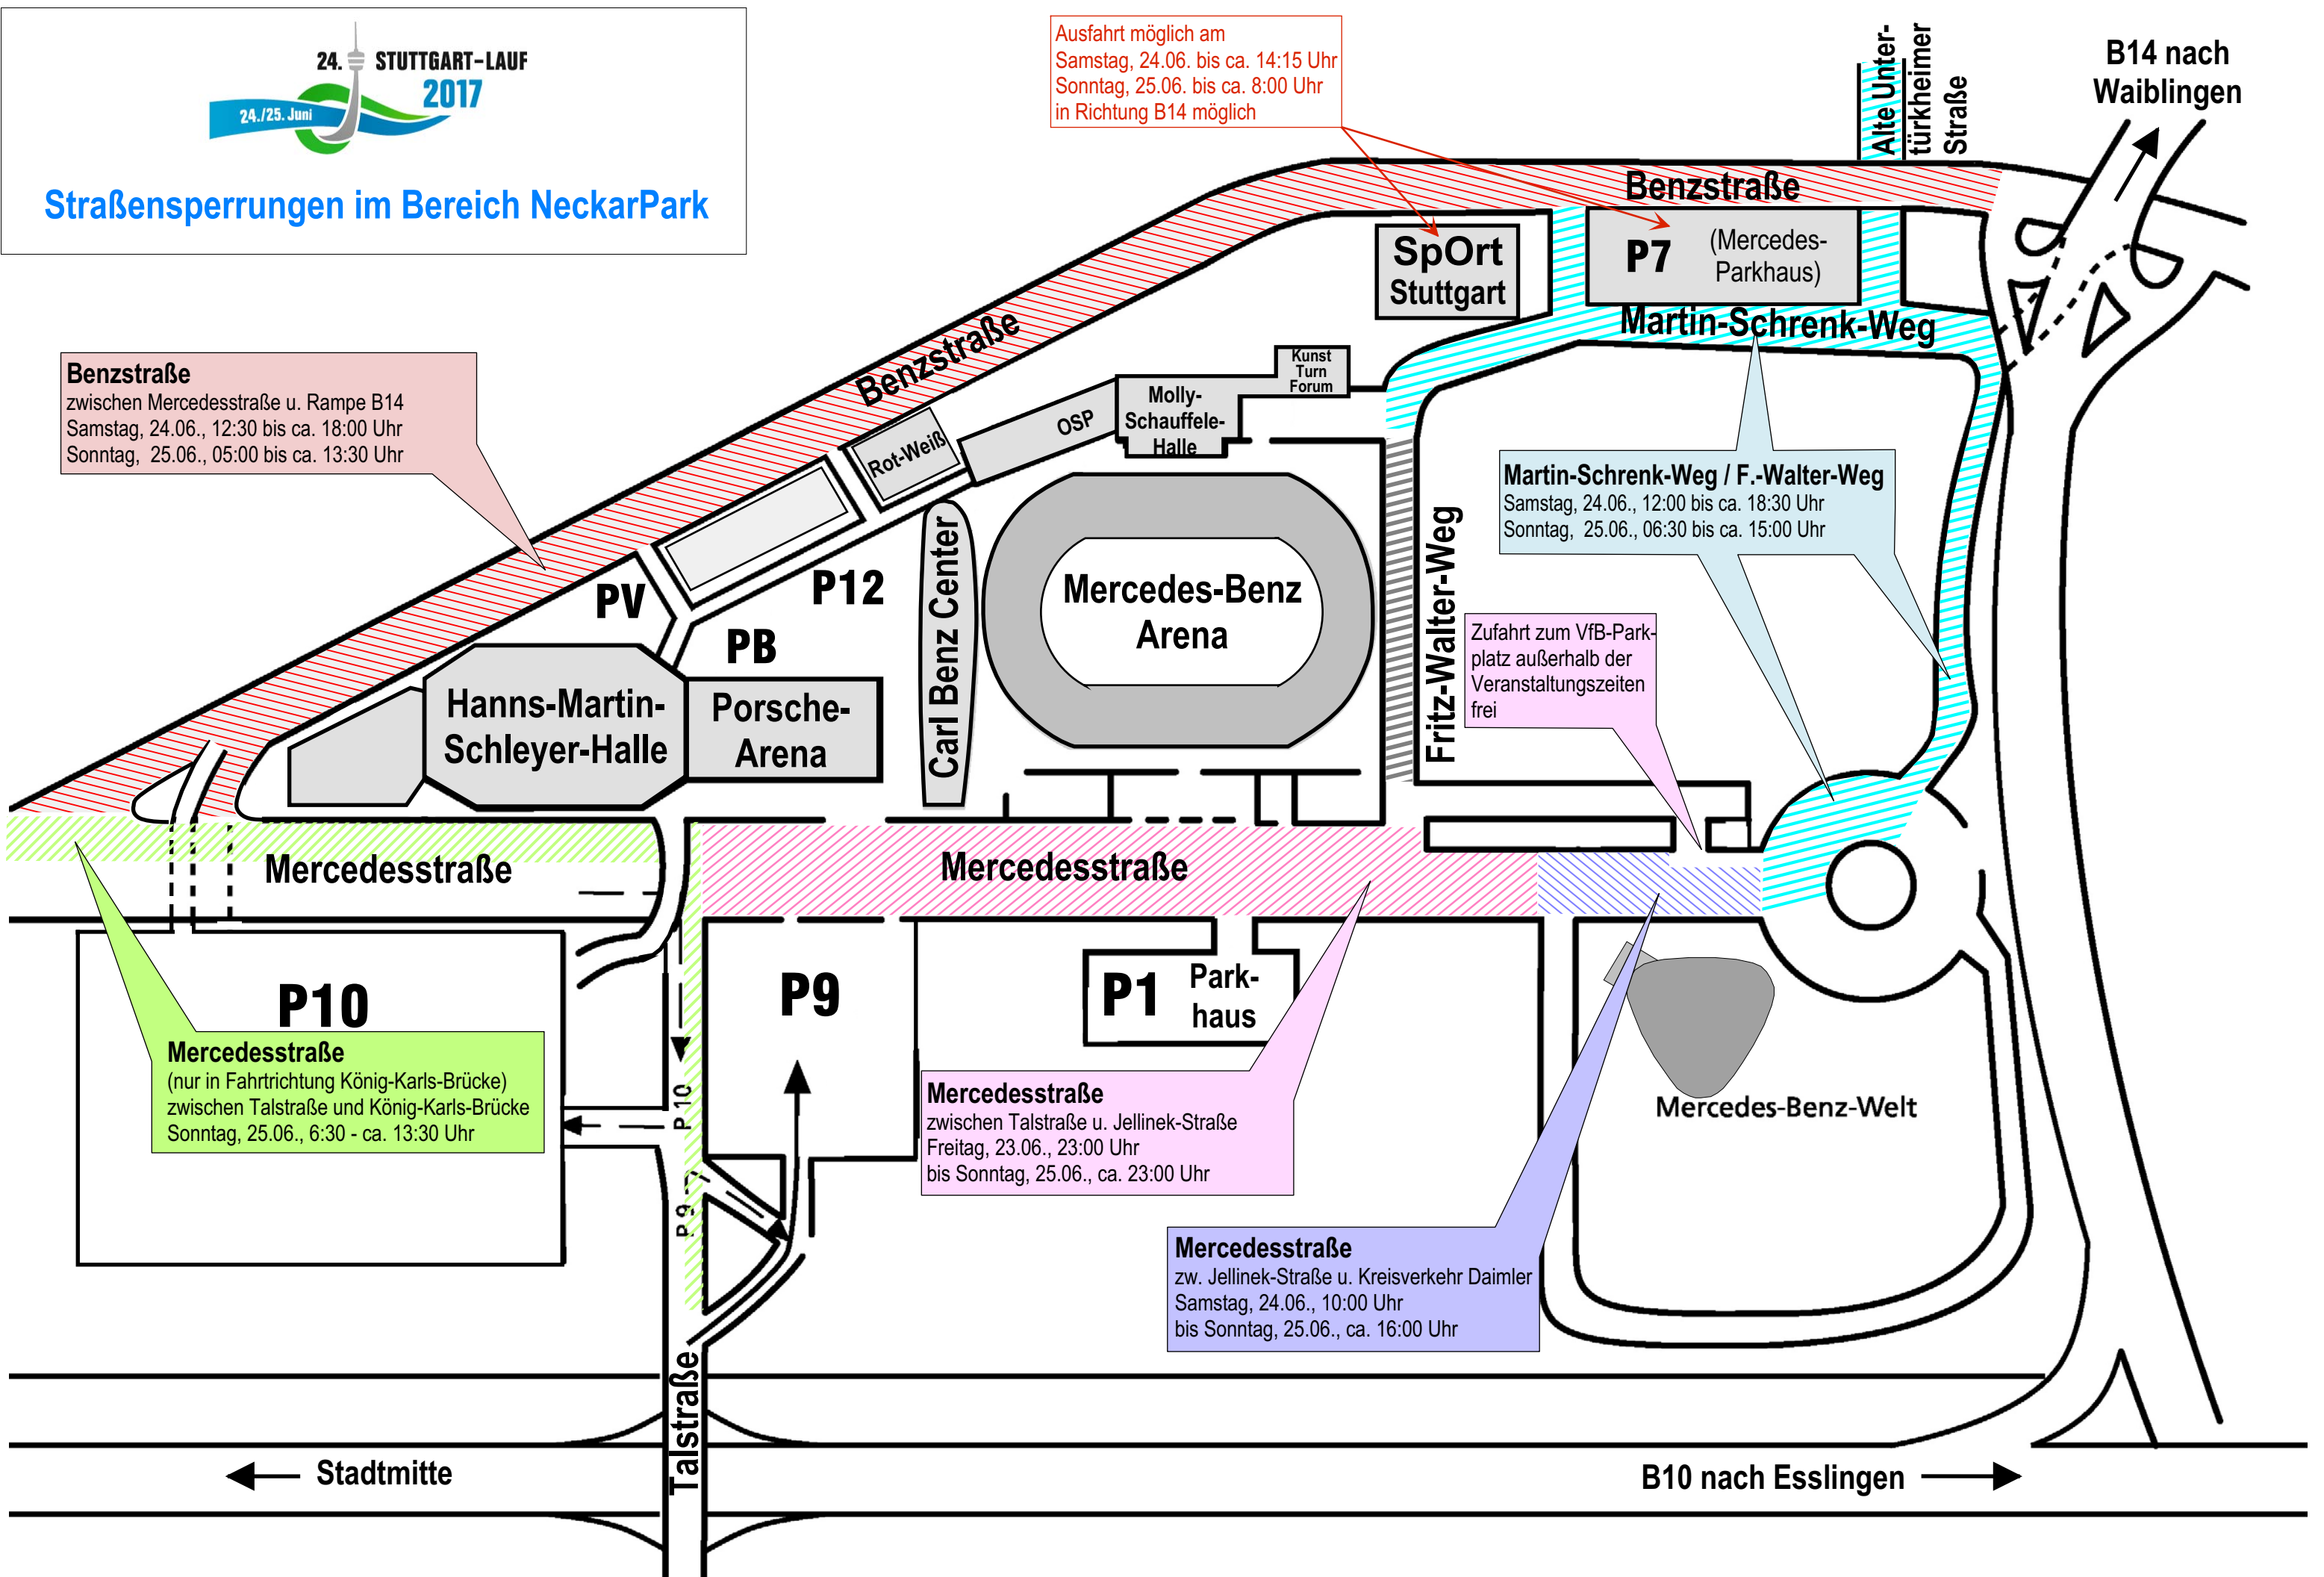 24. STUTTGART-LAUF
2017
24./25. Juni
Straßensperrungen im Bereich NeckarPark
Ausfahrt möglich am
Samstag, 24.06. bis ca. 14:15 Uhr
Sonntag, 25.06. bis ca. 8:00 Uhr
in Richtung B14 möglich
Alte Unter-
türkheimer
Straße
B14 nach
Waiblingen
Benzstraße
SpOrt
Stuttgart
P7
(Mercedes-
Parkhaus)
Martin-Schrenk-Weg
Benzstraße
Benzstraße
zwischen Mercedesstraße u. Rampe B14
Samstag, 24.06., 12:30 bis ca. 18:00 Uhr
Sonntag, 25.06., 05:00 bis ca. 13:30 Uhr
Kunst
Turn
Forum
Molly-
Schauffele-
Halle
OSP
Rot-Weiß
Martin-Schrenk-Weg / F.-Walter-Weg
Samstag, 24.06., 12:00 bis ca. 18:30 Uhr
Sonntag, 25.06., 06:30 bis ca. 15:00 Uhr
PV
P12
PB
Carl Benz Center
Mercedes-Benz
Arena
Fritz-Walter-Weg
Zufahrt zum VfB-Park-
platz außerhalb der
Veranstaltungszeiten
frei
Hanns-Martin-
Schleyer-Halle
Porsche-
Arena
Mercedesstraße
Mercedesstraße
P10
P9
P1
Park-
haus
Mercedesstraße
(nur in Fahrtrichtung König-Karls-Brücke)
zwischen Talstraße und König-Karls-Brücke
Sonntag, 25.06., 6:30 - ca. 13:30 Uhr
P 10
P 9
Mercedesstraße
zwischen Talstraße u. Jellinek-Straße
Freitag, 23.06., 23:00 Uhr
bis Sonntag, 25.06., ca. 23:00 Uhr
Mercedes-Benz-Welt
Mercedesstraße
zw. Jellinek-Straße u. Kreisverkehr Daimler
Samstag, 24.06., 10:00 Uhr
bis Sonntag, 25.06., ca. 16:00 Uhr
Talstraße
Stadtmitte
B10 nach Esslingen